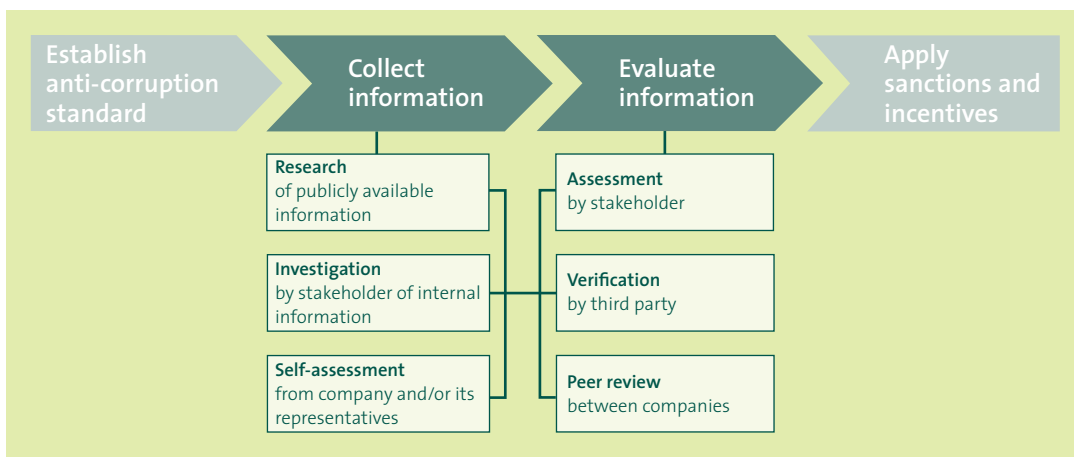 Establish
anti-corruption
standard
Collect
information
Evaluate
information
Apply
sanctions and
incentives
Research
of publicly available
information
Investigation
by stakeholder of internal
information
Self-assessment
from company and/or its
representatives
Assessment
by stakeholder
Verification
by third party
Peer review
between companies